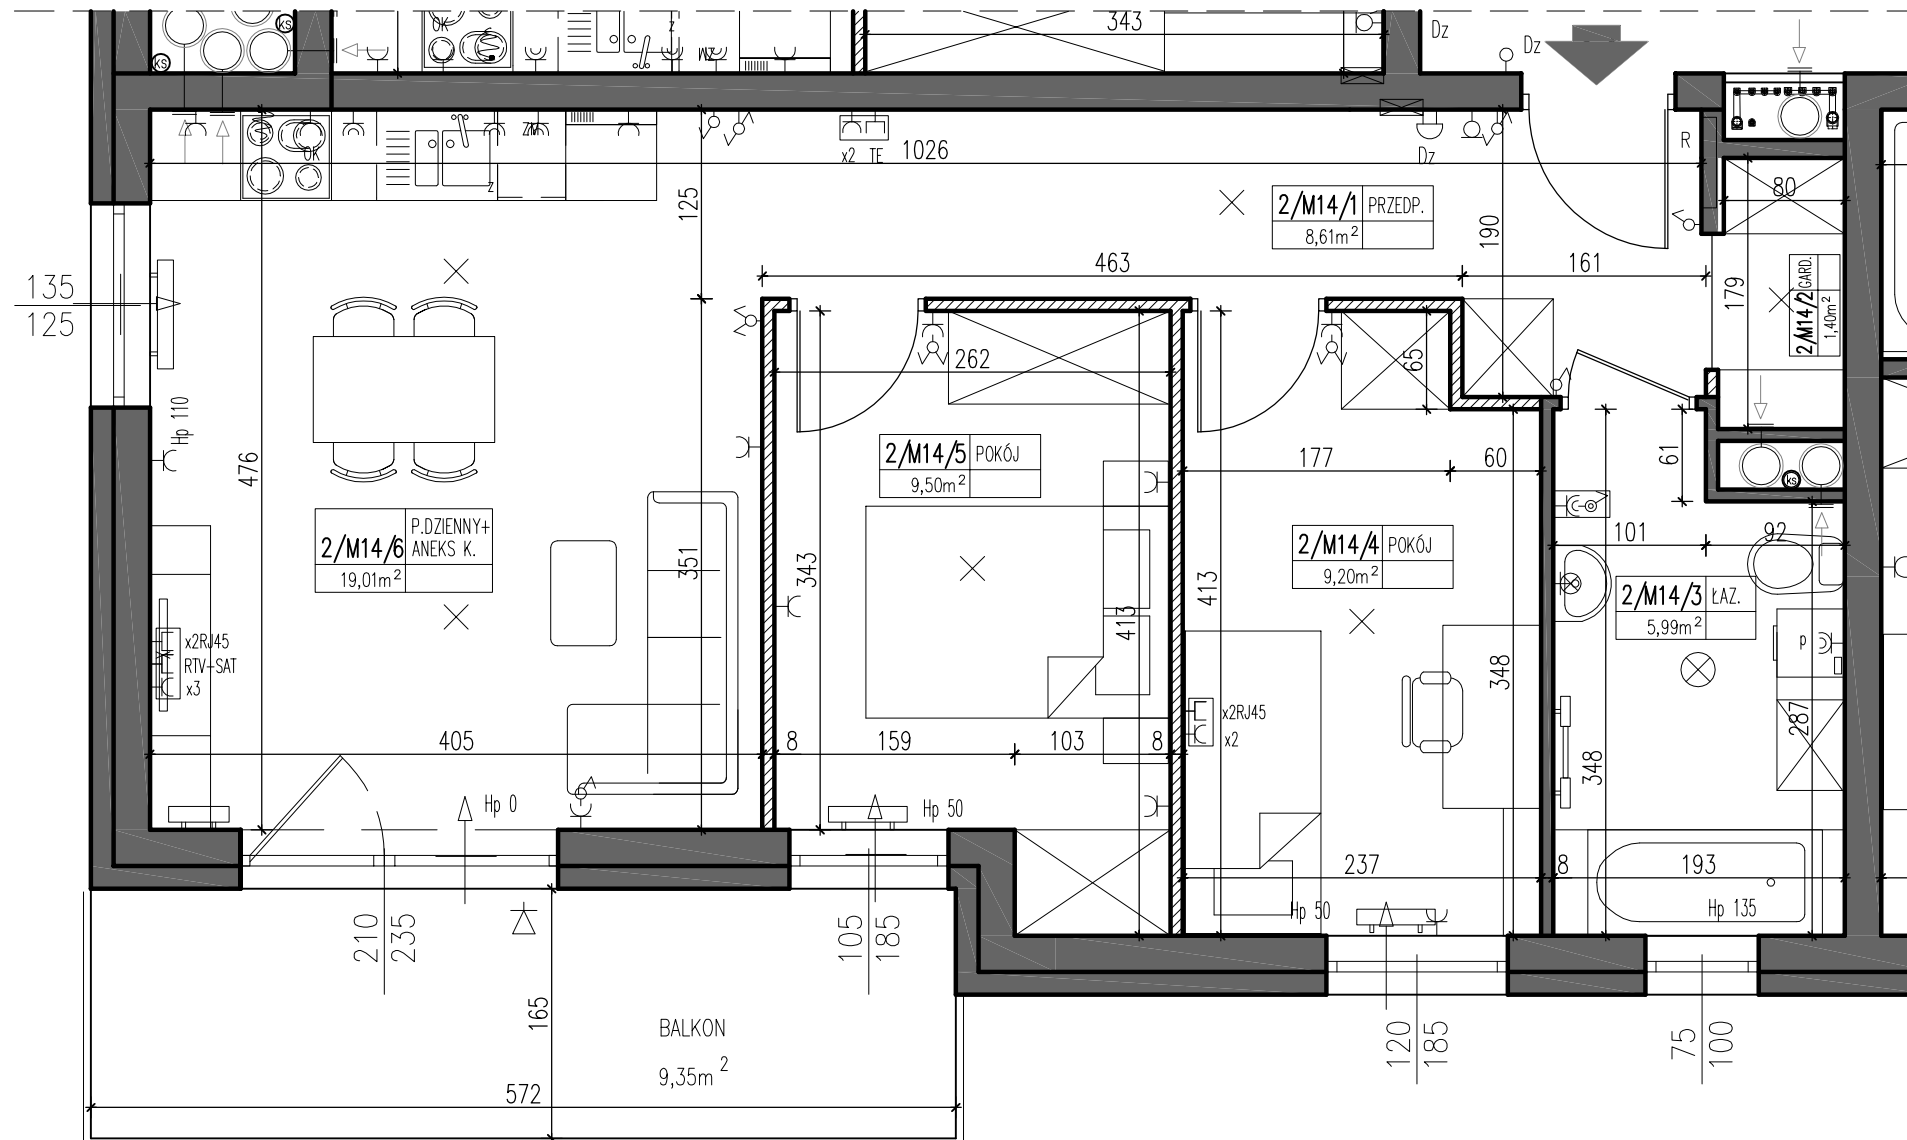 343
Dz
Dz
OK
z
ks
ks
OK
ZW
z
x2 TE
1026
Dz
R
80
125
2/M14/1 PRZEDP.
8,61m²
190
135
125
463
161
179
2/M14/2 GARD.
1,40m²
262
65
Hp 110
476
2/M14/5 POKÓJ
9,50m²
177
60
61
ks
2/M14/6 P.DZIENNY+
ANEKS K.
19,01m²
351
343
413
413
2/M14/4 POKÓJ
9,20m²
101
92
2/M14/3 ŁAZ.
5,99m²
x2RJ45
RTV-SAT
x3
P
348
x2RJ45
x2
287
348
405
8
159
103
8
Hp 0
Hp 50
237
8
193
Hp 50
Hp 135
210
235
105
185
165
BALKON
9,35m²
120
185
75
100
572